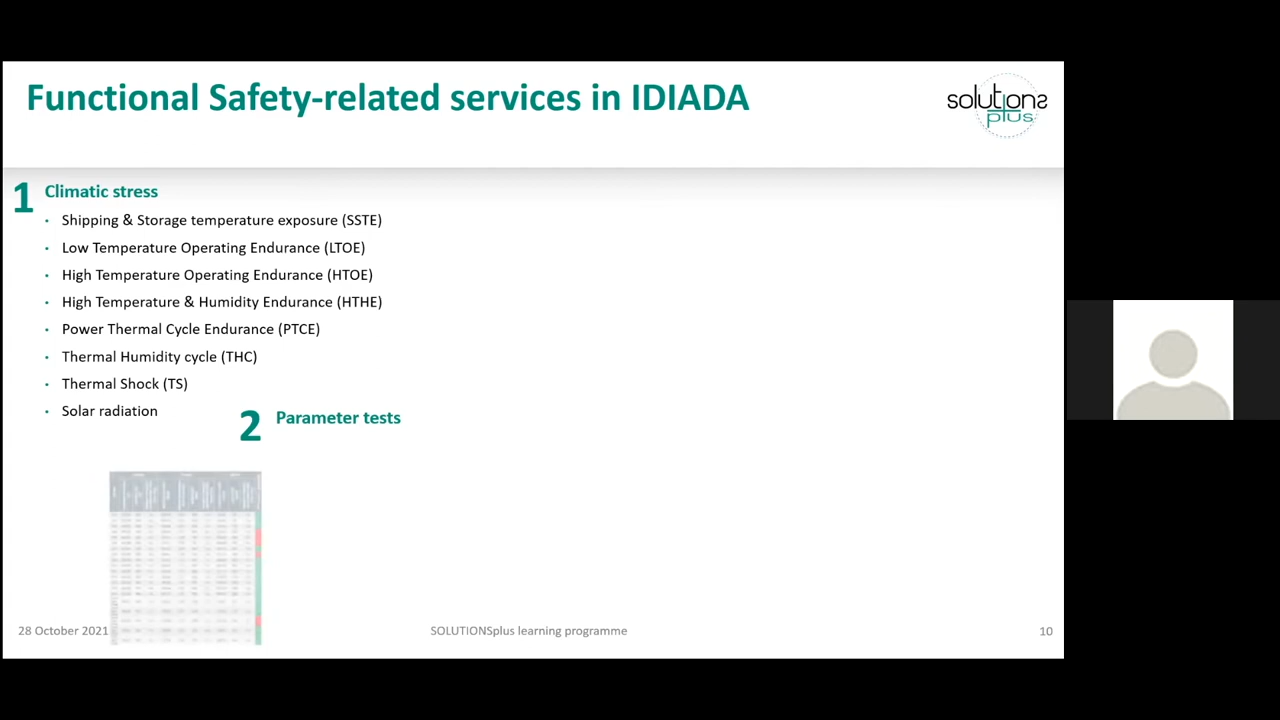 Functional Safety-related services in IDIADA
solutions
plus
1 Climatic stress
Shipping & Storage temperature exposure (SSTE)
Low Temperature Operating Endurance (LTOE)
High Temperature Operating Endurance (HTOE)
High Temperature & Humidity Endurance (HTHE)
Power Thermal Cycle Endurance (PTCE)
Thermal Humidity cycle (THC)
Thermal Shock (TS)
Solar radiation
2 Parameter tests
28 October 2021
SOLUTIONSplus learning programme
10